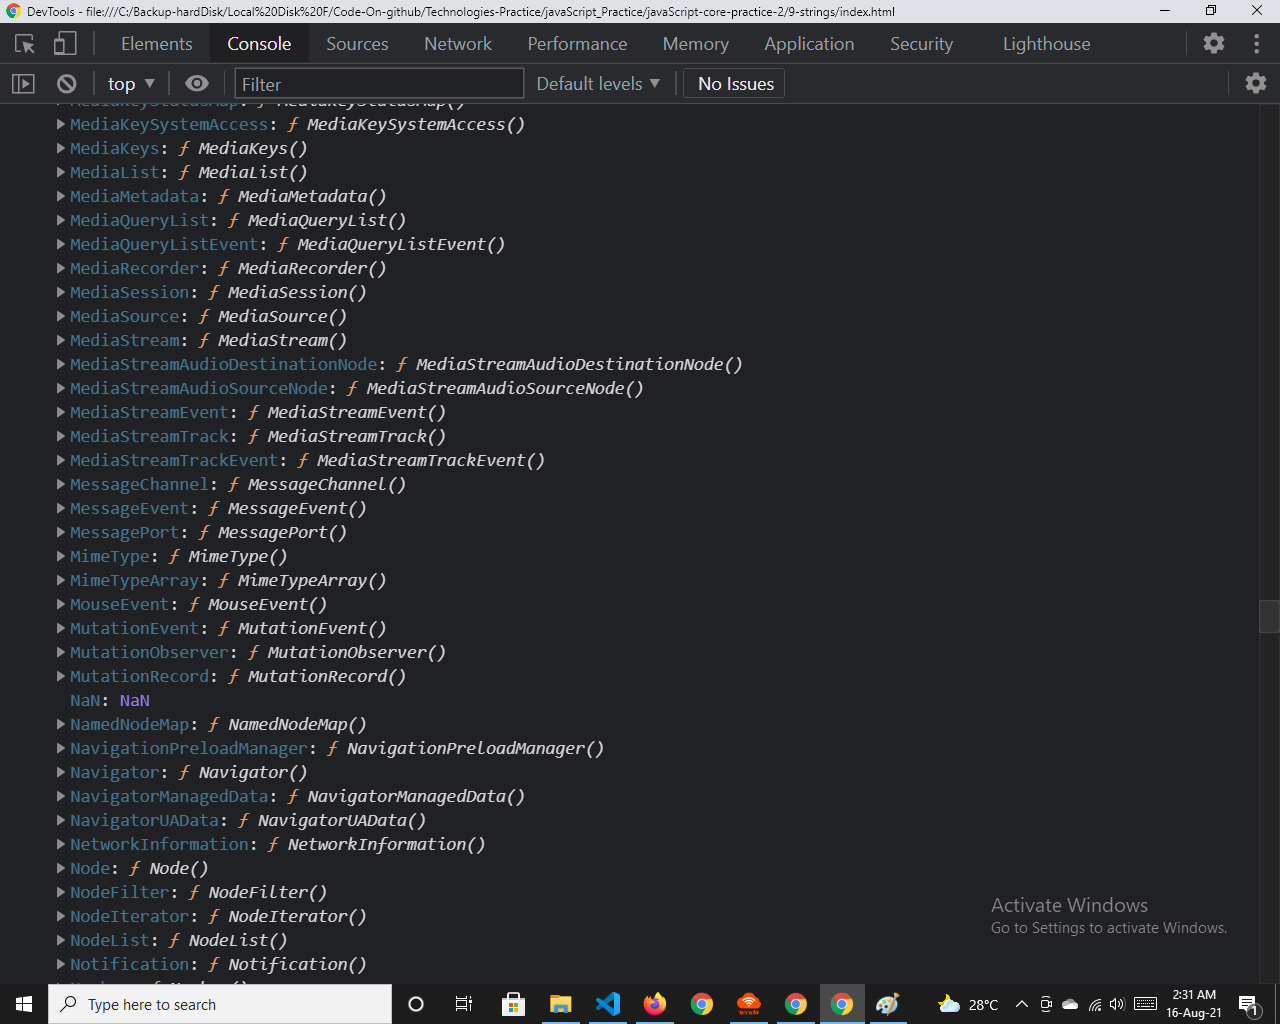 DevTools - file:///C:/Backup-hardDisk/Local%20Disk%20F/Code-On-github/Technologies-Practice/javaScript_Practice/javaScript-core-practice-2/9-strings/index.html
Elements Console Sources Network Performance Memory Application Security Lighthouse
top Filter Default levels No Issues
MediaKeyStatusMap: ƒ MediaKeyStatusMap()
MediaKeySystemAccess: ƒ MediaKeySystemAccess()
MediaKeys: ƒ MediaKeys()
MediaList: ƒ MediaList()
MediaMetadata: ƒ MediaMetadata()
MediaQueryList: ƒ MediaQueryList()
MediaQueryListEvent: ƒ MediaQueryListEvent()
MediaRecorder: ƒ MediaRecorder()
MediaSession: ƒ MediaSession()
MediaSource: ƒ MediaSource()
MediaStream: ƒ MediaStream()
MediaStreamAudioDestinationNode: ƒ MediaStreamAudioDestinationNode()
MediaStreamAudioSourceNode: ƒ MediaStreamAudioSourceNode()
MediaStreamEvent: ƒ MediaStreamEvent()
MediaStreamTrack: ƒ MediaStreamTrack()
MediaStreamTrackEvent: ƒ MediaStreamTrackEvent()
MessageChannel: ƒ MessageChannel()
MessageEvent: ƒ MessageEvent()
MessagePort: ƒ MessagePort()
MimeType: ƒ MimeType()
MimeTypeArray: ƒ MimeTypeArray()
MouseEvent: ƒ MouseEvent()
MutationEvent: ƒ MutationEvent()
MutationObserver: ƒ MutationObserver()
MutationRecord: ƒ MutationRecord()
NaN: NaN
NamedNodeMap: ƒ NamedNodeMap()
NavigationPreloadManager: ƒ NavigationPreloadManager()
Navigator: ƒ Navigator()
NavigatorManagedData: ƒ NavigatorManagedData()
NavigatorUAData: ƒ NavigatorUAData()
NetworkInformation: ƒ NetworkInformation()
Node: ƒ Node()
NodeFilter: ƒ NodeFilter()
NodeIterator: ƒ NodeIterator()
NodeList: ƒ NodeList()
Notification: ƒ Notification()
Activate Windows
Go to Settings to activate Windows.
Type here to search
28°C
2:31 AM
16-Aug-21
1